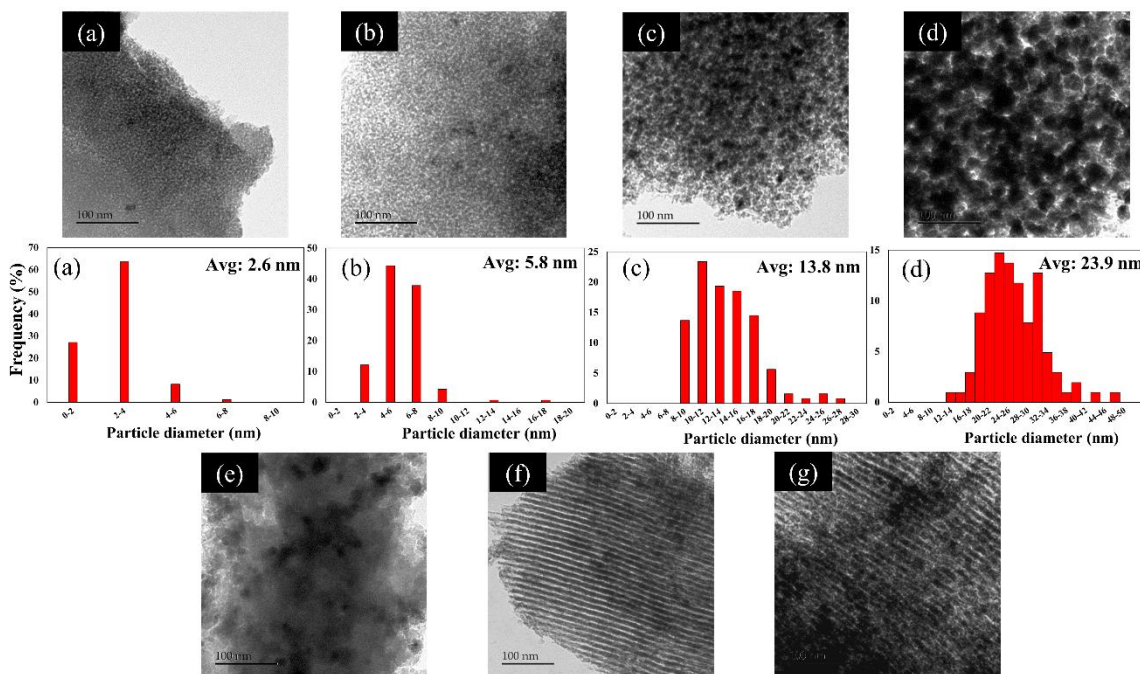 (a)
(b)
(c)
(d)
100 nm
100 nm
100 nm
100 nm
Frequency (%)
(a)
Avg: 2.6 nm
70
60
50
40
30
20
10
0
0-2
2-4
4-6
6-8
8-10
Particle diameter (nm)
(b)
Avg: 5.8 nm
50
40
30
20
10
0
0-2
2-4
4-6
6-8
8-10
10-12
12-14
14-16
16-18
18-20
Particle diameter (nm)
(c)
Avg: 13.8 nm
25
20
15
10
5
0
0-2
2-4
4-6
6-8
8-10
10-12
12-14
14-16
16-18
18-20
20-22
22-24
24-26
26-28
28-30
Particle diameter (nm)
(d)
Avg: 23.9 nm
15
10
5
0
0-2
4-6
8-10
12-14
16-18
20-22
24-26
28-30
32-34
36-38
40-42
44-46
48-50
Particle diameter (nm)
(e)
(f)
(g)
100 nm
100 nm
100 nm